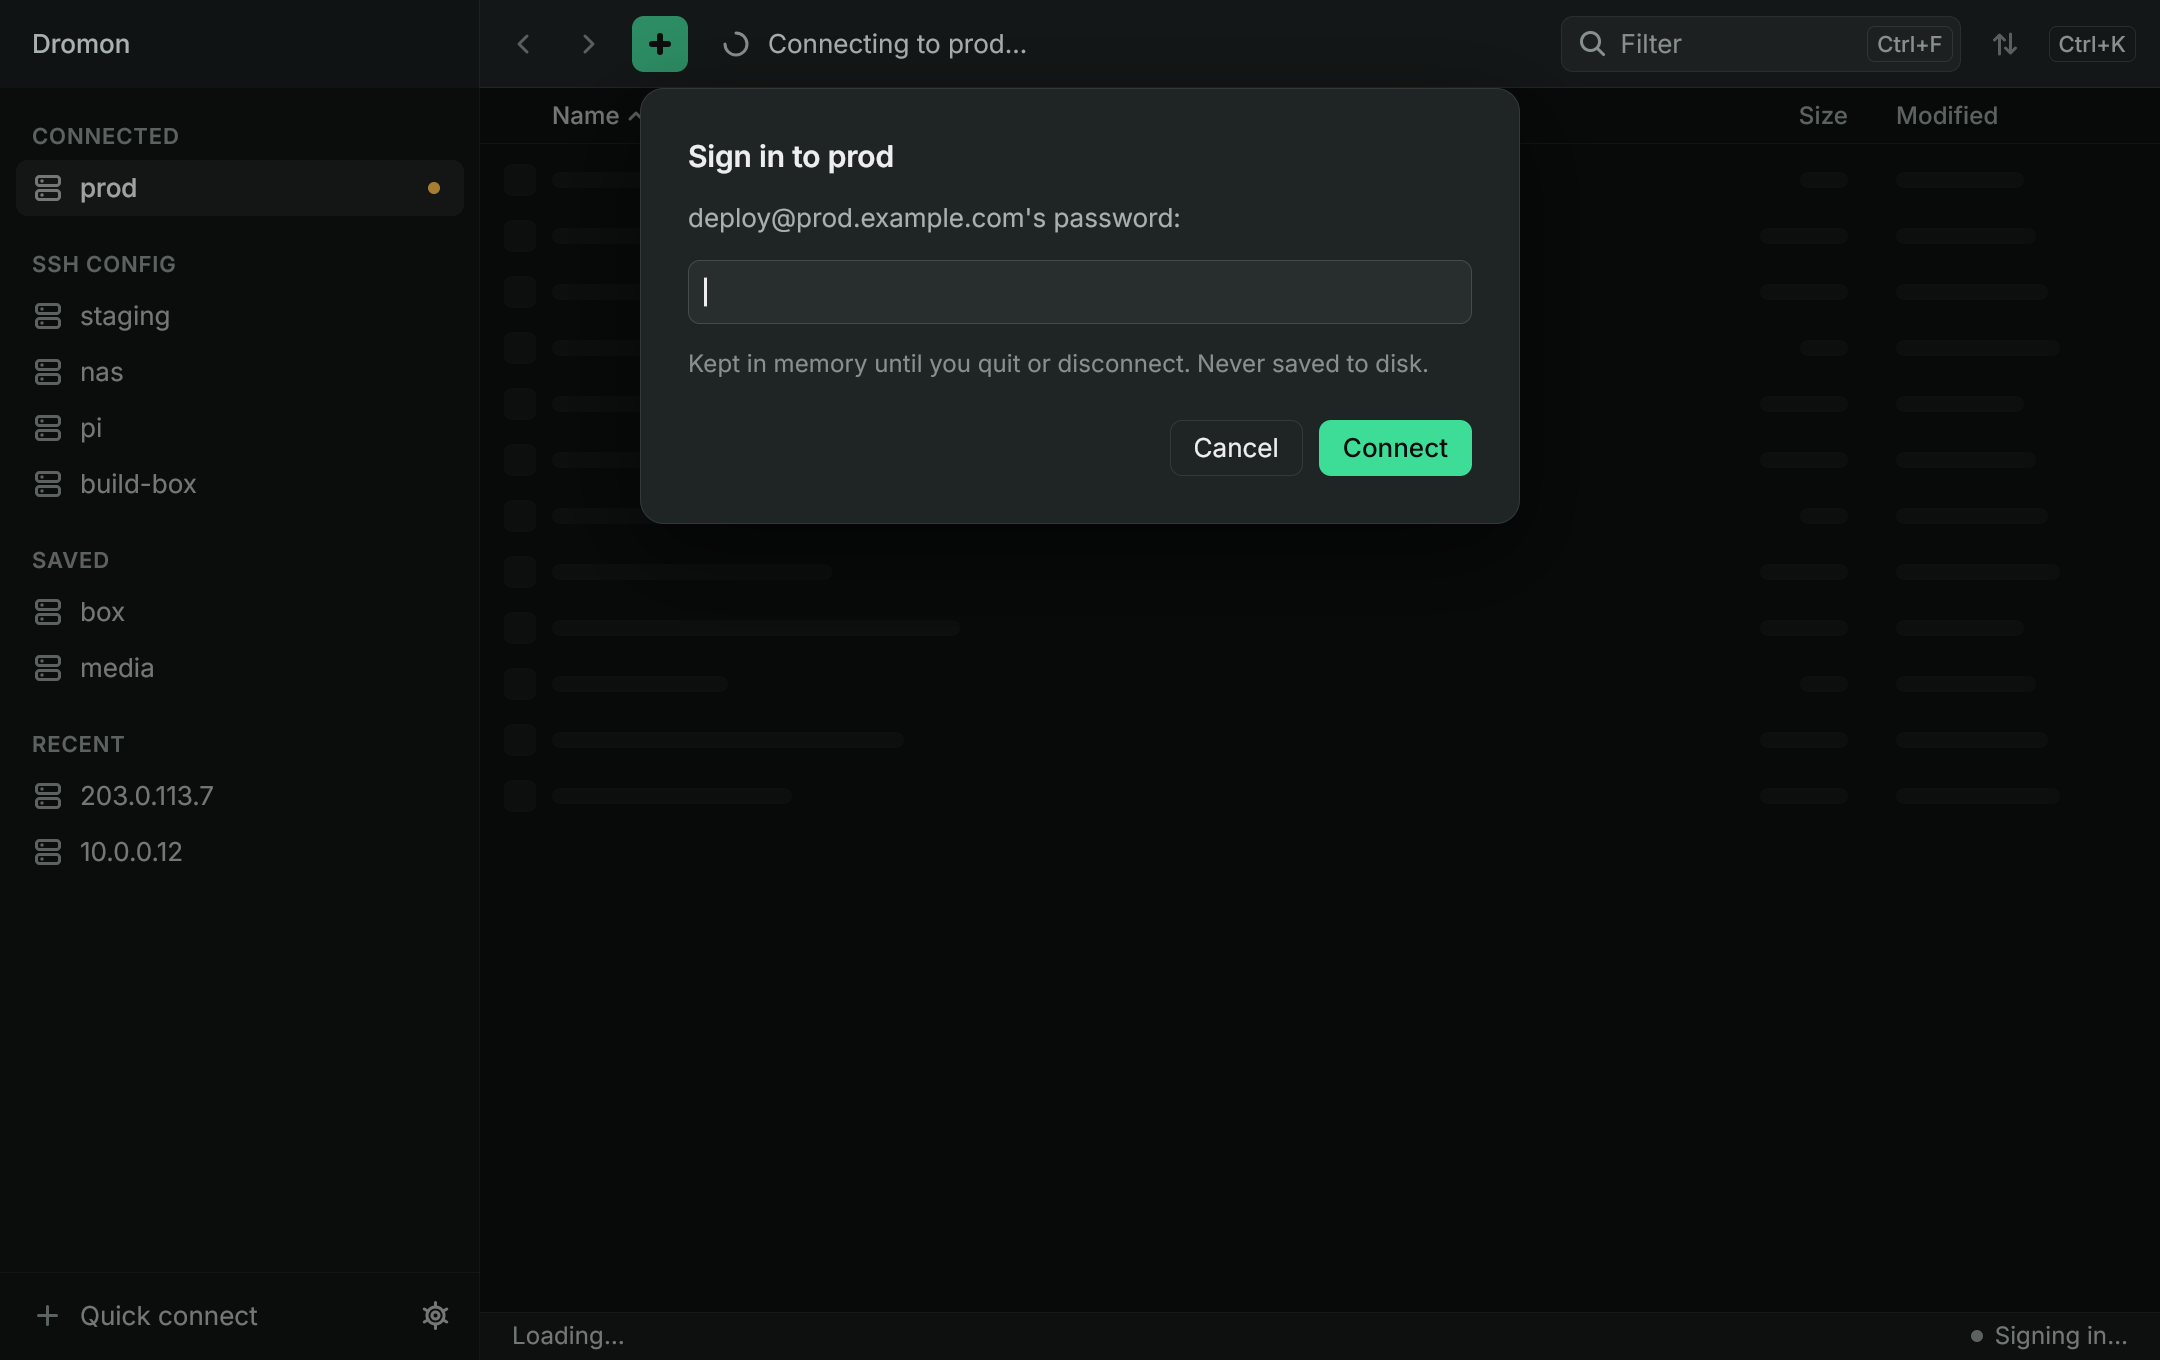 Dromon
Connecting to prod...
Filter
Ctrl+F
Ctrl+K
CONNECTED
prod
SSH CONFIG
staging
nas
pi
build-box
SAVED
box
media
RECENT
203.0.113.7
10.0.0.12
Quick connect
Name
Size
Modified
Sign in to prod
deploy@prod.example.com's password:
Kept in memory until you quit or disconnect. Never saved to disk.
Cancel
Connect
Loading...
Signing in...